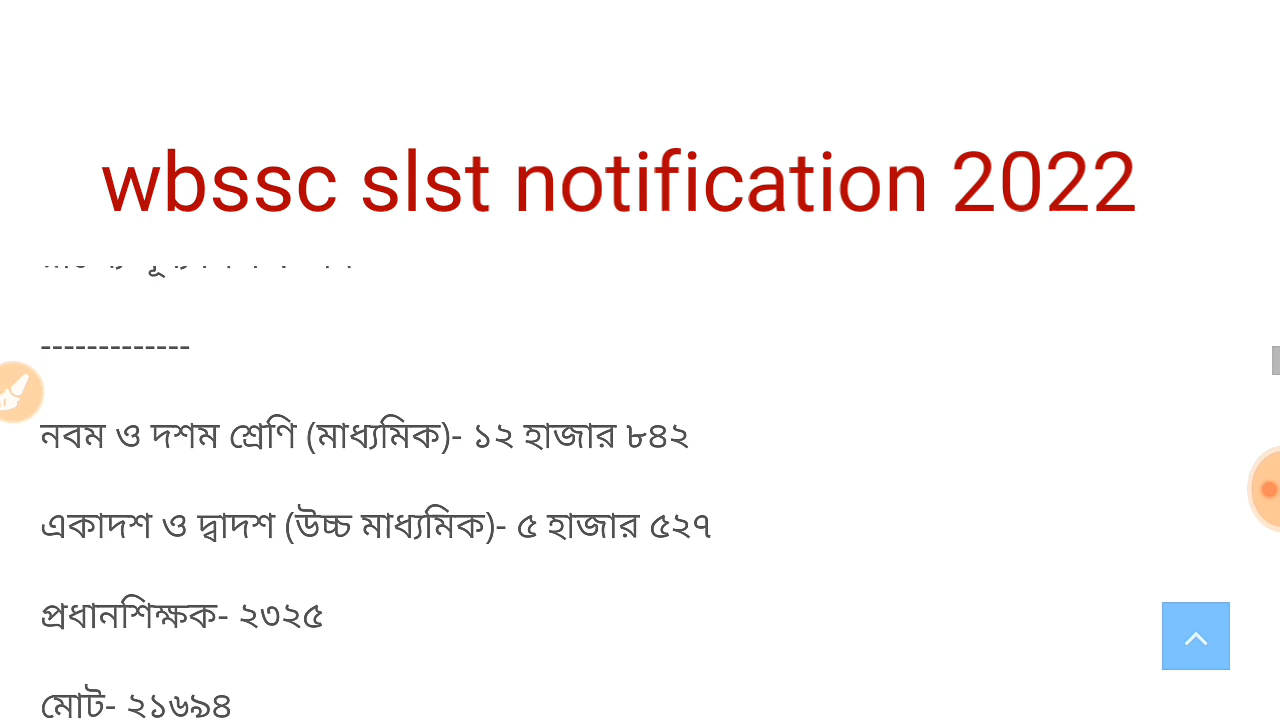 wbssc slst notification 2022
-------------
নবম ও দশম শ্রেণি (মাধ্যমিক)- ১২ হাজার ৮৪২
একাদশ ও দ্বাদশ (উচ্চ মাধ্যমিক)- ৫ হাজার ৫২৭
প্রধানশিক্ষক- ২৩২৫
মোট- ২১৬৯৪